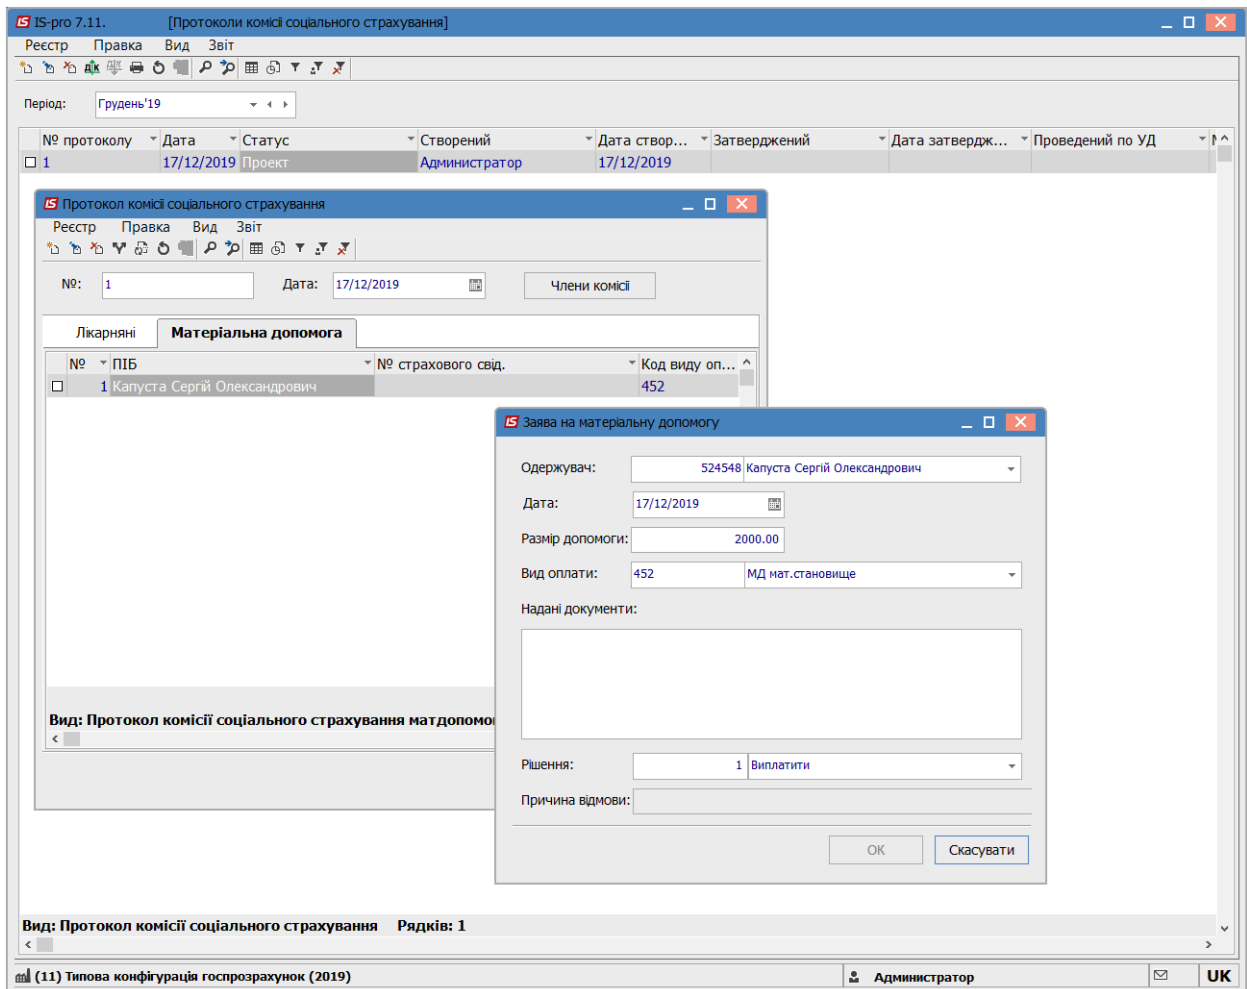 IS-pro 7.11. [Протоколи комісії соціального страхування]
Реєстр Правка Вид Звіт
Період: Грудень'19
№ протоколу Дата Статус Створений Дата створ... Затверджений Дата затвердж... Проведений по УД
1 17/12/2019 Проект Администратор 17/12/2019
Протокол комісії соціального страхування
Реєстр Правка Вид Звіт
№: 1 Дата: 17/12/2019 Члени комісії
Лікарняні Матеріальна допомога
№ ПІБ № страхового свід. Код виду оп...
1 Капуста Сергій Олександрович 452
Заява на матеріальну допомогу
Одержувач: 524548 Капуста Сергій Олександрович
Дата: 17/12/2019
Размір допомоги: 2000.00
Вид оплати: 452 МД мат.становище
Надані документи:
Вид: Протокол комісії соціального страхування матдопомо
Рішення: 1 Виплатити
Причина відмови:
ОК Скасувати
Вид: Протокол комісії соціального страхування Рядків: 1
(11) Типова конфігурація госпрозрахунок (2019) Администратор UK